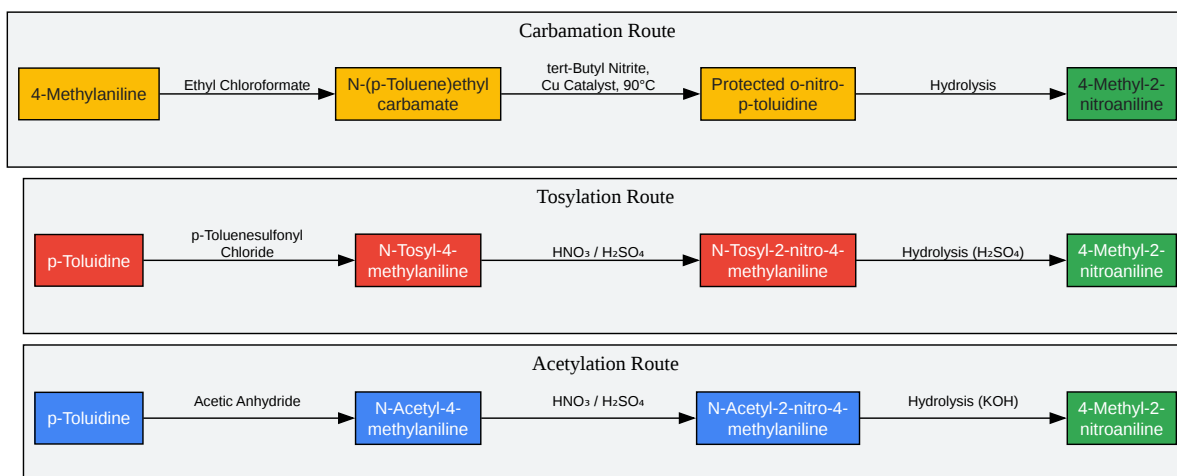 Carbamation Route
4-Methylaniline
Ethyl Chloroformate
N-(p-Toluene)ethyl
carbamate
tert-Butyl Nitrite,
Cu Catalyst, 90°C
Protected o-nitro-
p-toluidine
Hydrolysis
4-Methyl-2-
nitroaniline
Tosylation Route
p-Toluidine
p-Toluenesulfonyl
Chloride
N-Tosyl-4-
methylaniline
HNO₃ / H₂SO₄
N-Tosyl-2-nitro-4-
methylaniline
Hydrolysis (H₂SO₄)
4-Methyl-2-
nitroaniline
Acetylation Route
p-Toluidine
Acetic Anhydride
N-Acetyl-4-
methylaniline
HNO₃ / H₂SO₄
N-Acetyl-2-nitro-4-
methylaniline
Hydrolysis (KOH)
4-Methyl-2-
nitroaniline